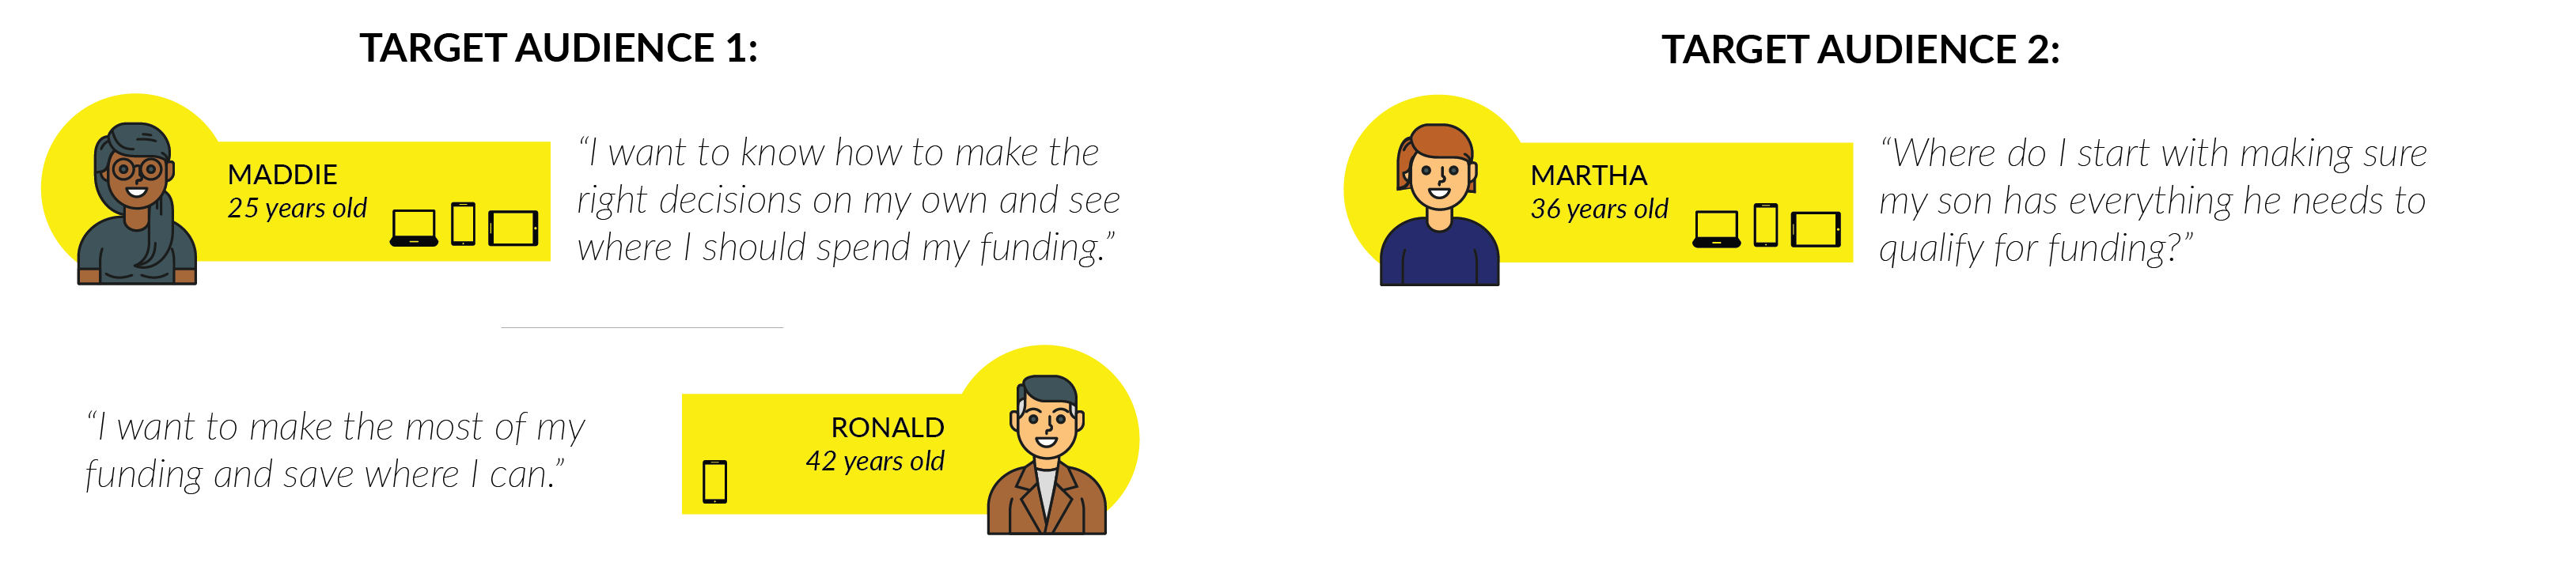 TARGET AUDIENCE 1:
MADDIE
25 years old
“I want to know how to make the
right decisions on my own and see
where I should spend my funding.”
“I want to make the most of my
funding and save where I can.”
RONALD
42 years old
TARGET AUDIENCE 2:
MARTHA
36 years old
“Where do I start with making sure
my son has everything he needs to
qualify for funding?”